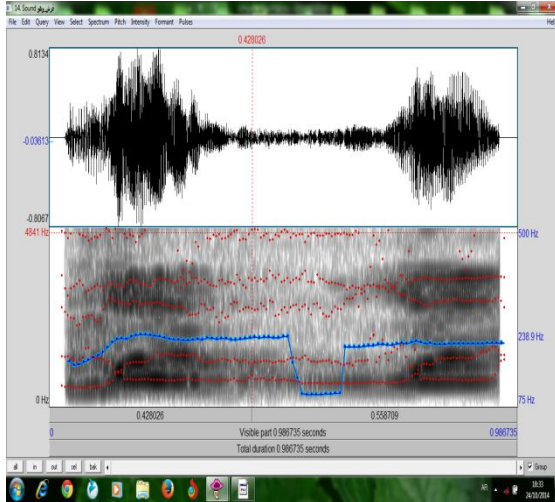 14. Sound فرض_وقو
File Edit Query View Select Spectrum Pitch Intensity Formant Pulses Hel
0.428026
0.8134
-0.03613
-0.8067
4841 Hz
500 Hz
238.9 Hz
0 Hz
75 Hz
0.428026 0.558709
0 Visible part 0.986735 seconds 0.986735
Total duration 0.986735 seconds
all in out sel bak Group
AR 18:33
24/10/2014